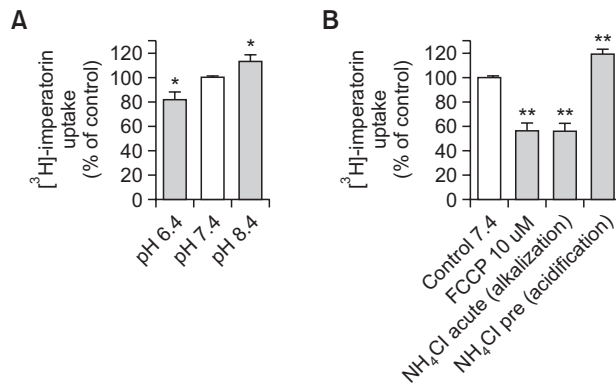 A
[³H]-imperatorin
uptake
(% of control)
120
100
80
60
40
20
0
*
*
pH 6.4
pH 7.4
pH 8.4
B
[³H]-imperatorin
uptake
(% of control)
120
100
80
60
40
20
0
**
**
**
Control 7.4
FCCP 10 uM
NH₄Cl acute (alkalization)
NH₄Cl pre (acidification)